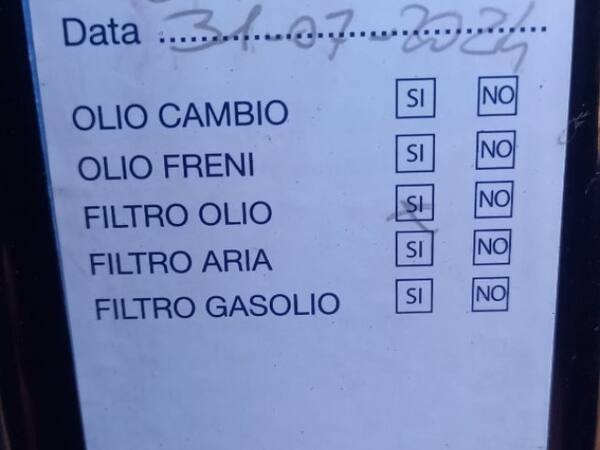 Data 31-07-2024
OLIO CAMBIO SI NO
OLIO FRENI SI NO
FILTRO OLIO SI NO
FILTRO ARIA SI NO
FILTRO GASOLIO SI NO